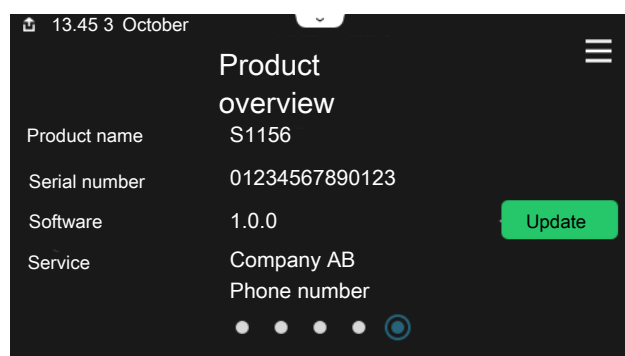 13.45 3 October
Product
overview
Product name S1156
Serial number 01234567890123
Software 1.0.0 Update
Service Company AB
Phone number